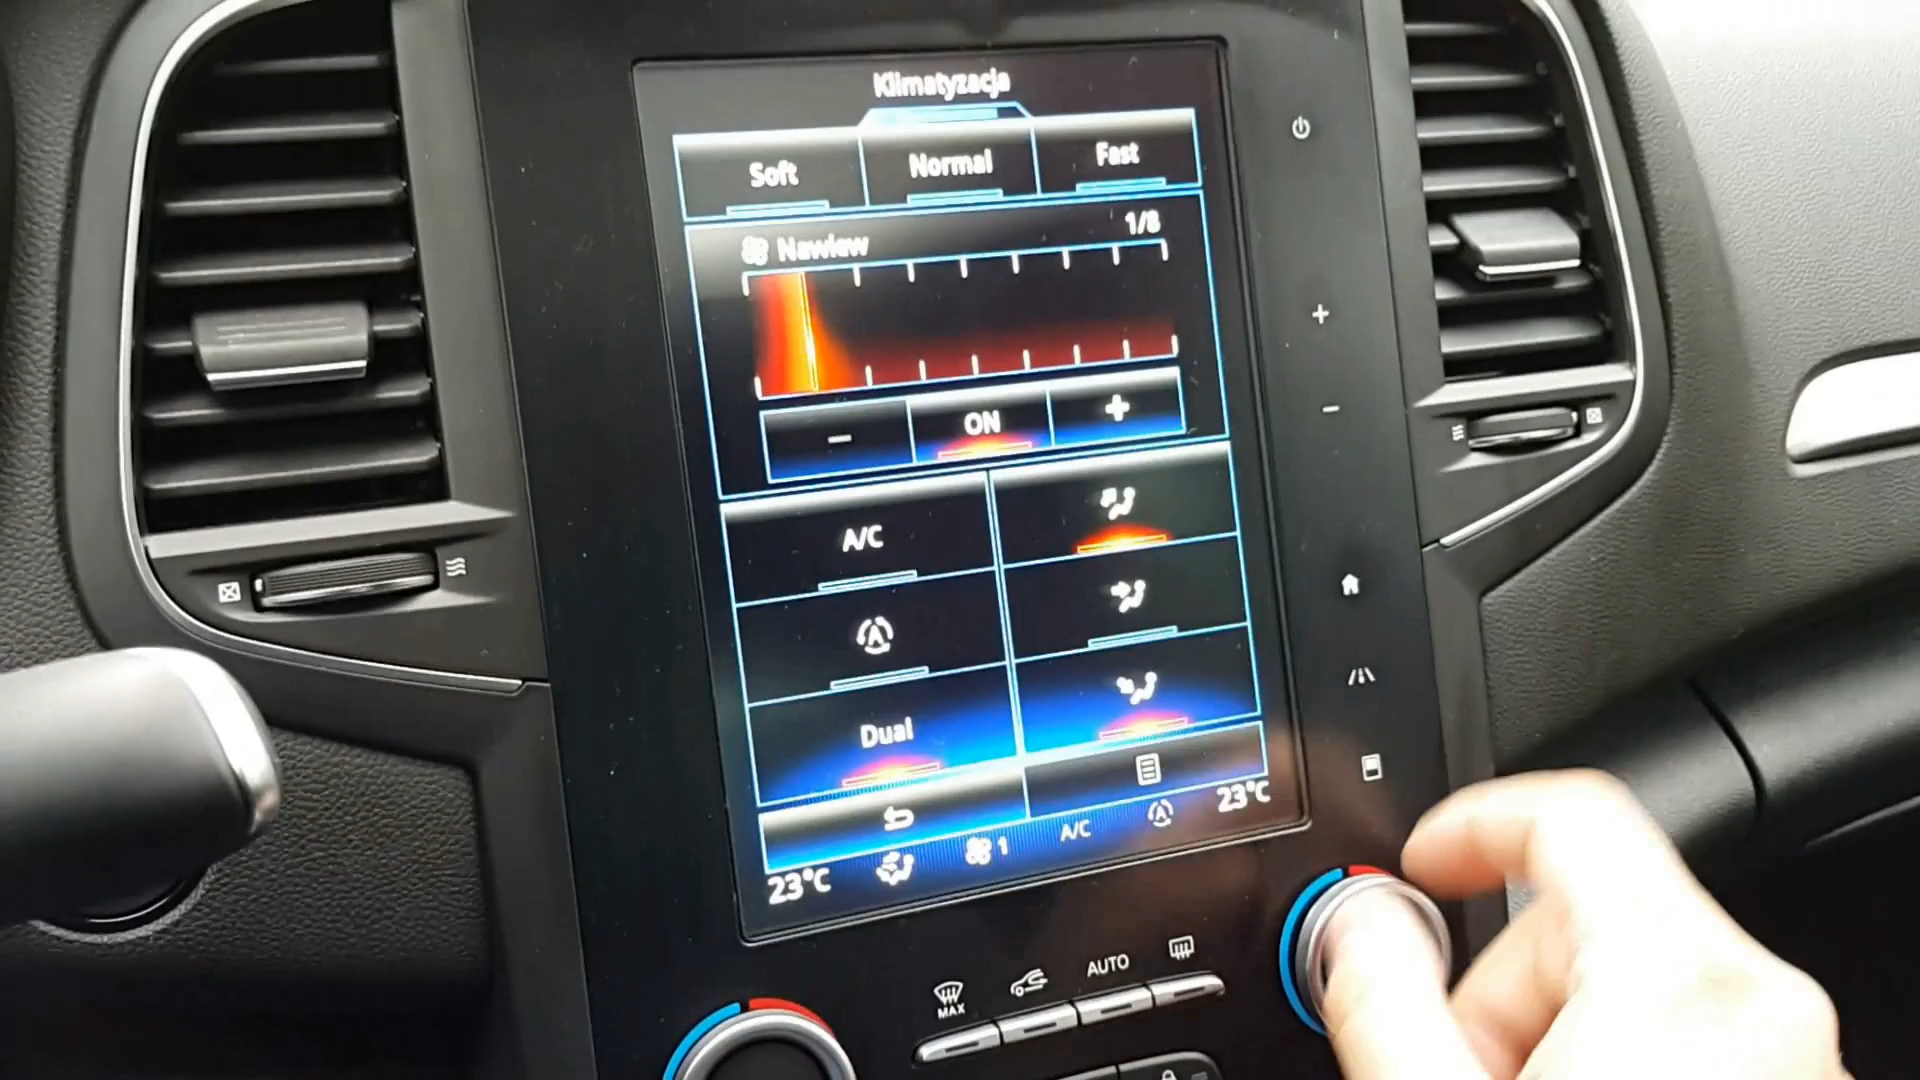 Klimatyzacja
Soft Normal Fast
Nawiew 1/8
− ON +
A/C
A
Dual
23°C 1 A/C A 23°C
MAX AUTO